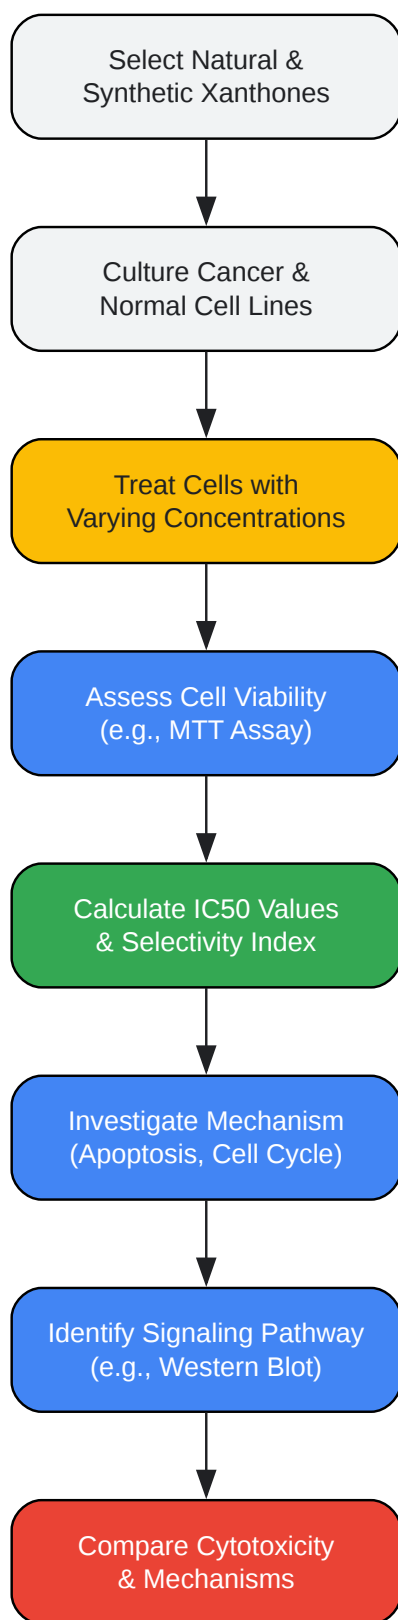 Select Natural &
Synthetic Xanthones
Culture Cancer &
Normal Cell Lines
Treat Cells with
Varying Concentrations
Assess Cell Viability
(e.g., MTT Assay)
Calculate IC50 Values
& Selectivity Index
Investigate Mechanism
(Apoptosis, Cell Cycle)
Identify Signaling Pathway
(e.g., Western Blot)
Compare Cytotoxicity
& Mechanisms